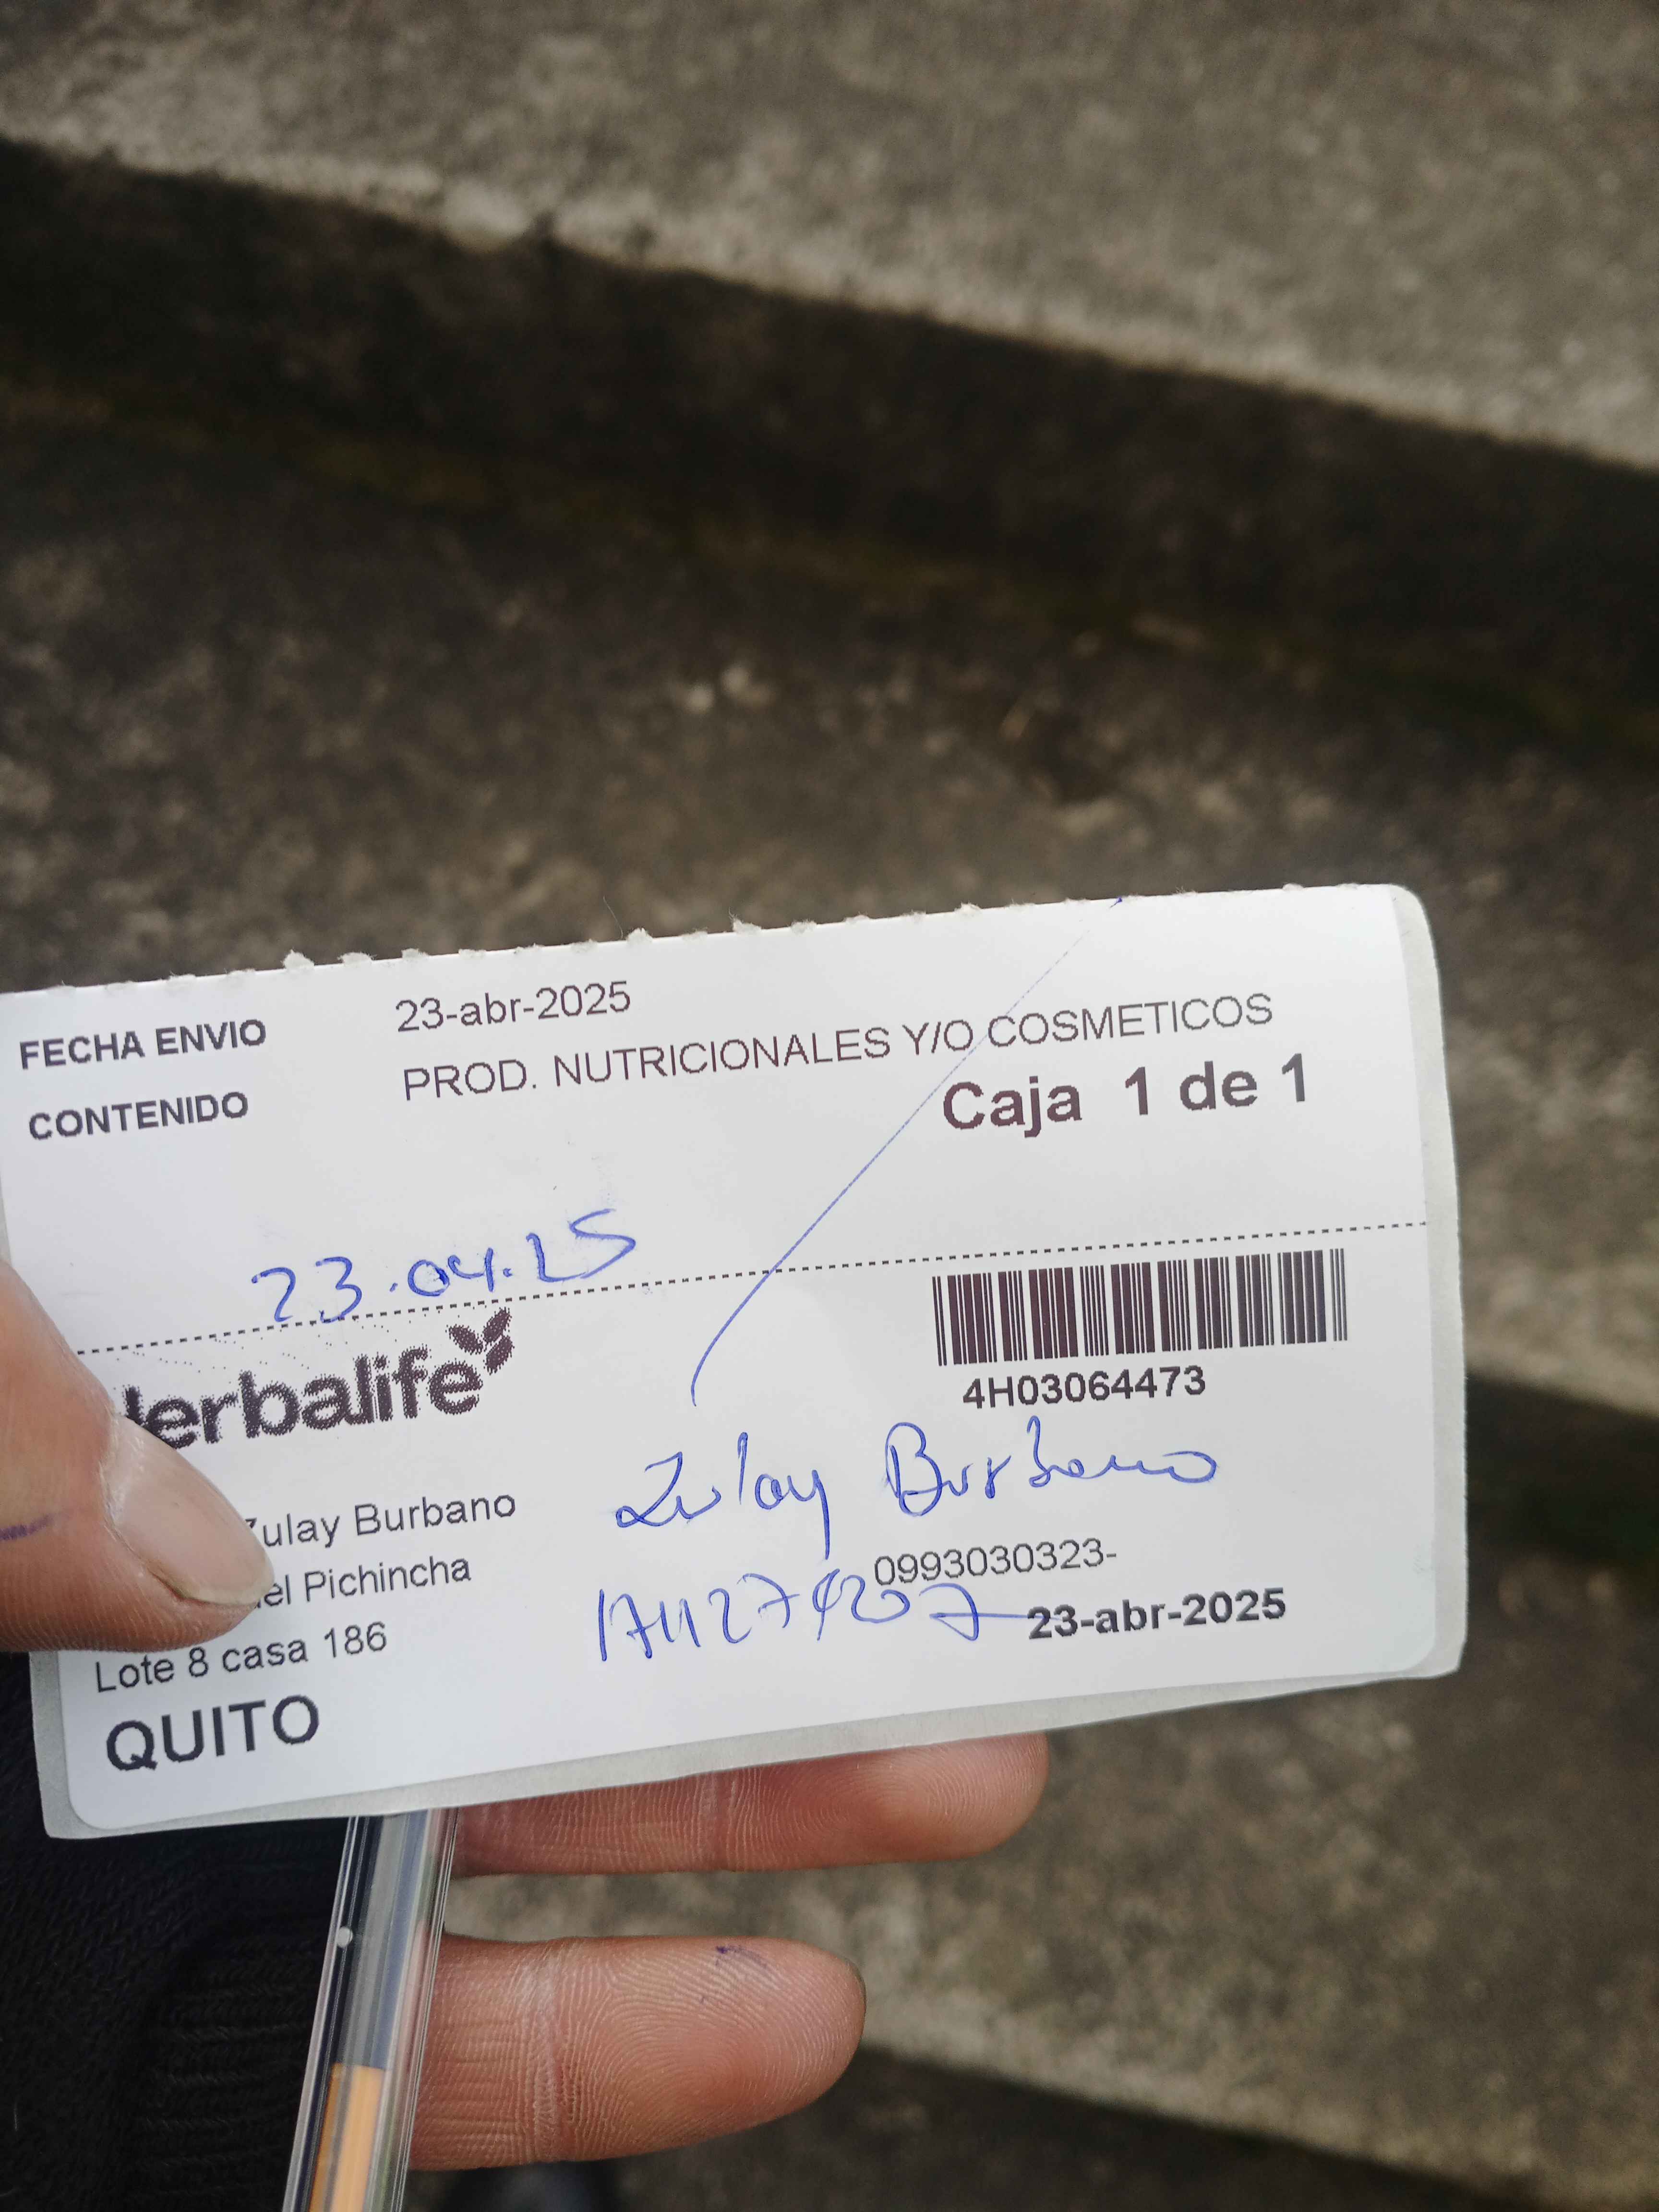 FECHA ENVIO 23-abr-2025
CONTENIDO PROD. NUTRICIONALES Y/O COSMETICOS
Caja 1 de 1
23.04.25
erbalife
4H03064473
Zulay Burbano
ulay Burbano
el Pichincha
0993030323-
Lote 8 casa 186
23-abr-2025
QUITO